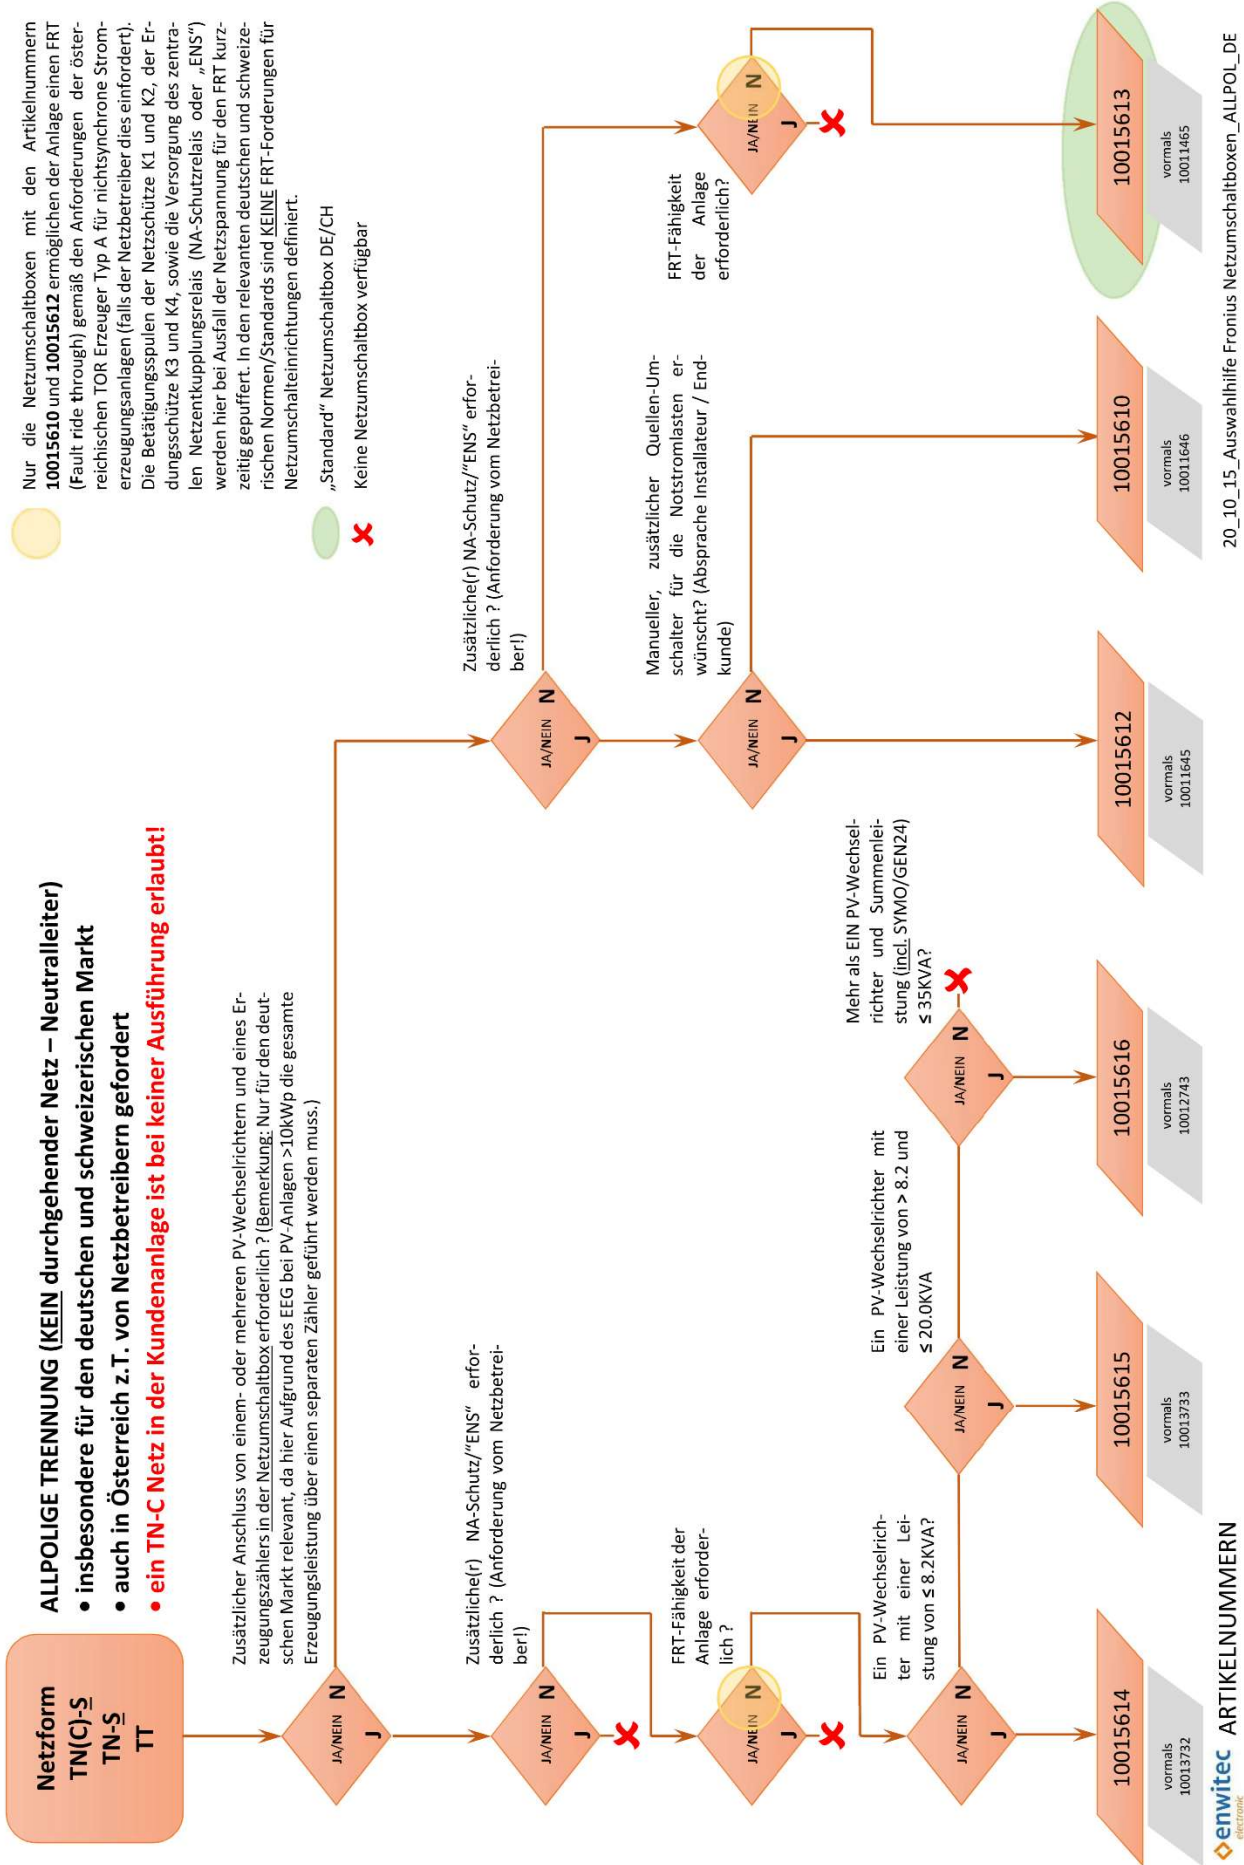 Netzform
TN(C)-S
TN-S
TT
ALLPOLIGE TRENNUNG (KEIN durchgehender Netz – Neutralleiter)
• insbesondere für den deutschen und schweizerischen Markt
• auch in Österreich z.T. von Netzbetreibern gefordert
• ein TN-C Netz in der Kundenanlage ist bei keiner Ausführung erlaubt!
Nur die Netzumschaltboxen mit den Artikelnummern
10015610 und 10015612 ermöglichen der Anlage einen FRT
(Fault ride through) gemäß den Anforderungen der öster-
reichischen TOR Erzeuger Typ A für nichtsynchrone Strom-
erzeugungsanlagen (falls der Netzbetreiber dies einfordert).
Die Betätigungsspulen der Netzschütze K1 und K2, der Er-
dungsschütze K3 und K4, sowie die Versorgung des zentra-
len Netzentkupplungsrelais (NA-Schutzrelais oder „ENS“)
werden hier bei Ausfall der Netzspannung für den FRT kurz-
zeitig gepuffert. In den relevanten deutschen und schweize-
rischen Normen/Standards sind KEINE FRT-Forderungen für
Netzumschalteinrichtungen definiert.
„Standard“ Netzumschaltbox DE/CH
Keine Netzumschaltbox verfügbar
Zusätzlicher Anschluss von einem- oder mehreren PV-Wechselrichtern und eines Er-
zeugungszählers in der Netzumschaltbox erforderlich ? (Bemerkung: Nur für den deut-
schen Markt relevant, da hier Aufgrund des EEG bei PV-Anlagen >10kWp die gesamte
Erzeugungsleistung über einen separaten Zähler geführt werden muss.)
JA/NEIN N
J
Zusätzliche(r) NA-Schutz/"ENS“ erfor-
derlich ? (Anforderung vom Netzbetrei-
ber!)
JA/NEIN N
J
Zusätzliche(r) NA-Schutz/"ENS“ erfor-
derlich ? (Anforderung vom Netzbetrei-
ber!)
JA/NEIN N
J
FRT-Fähigkeit der
Anlage erforder-
lich ?
JA/NEIN N
J
Manueller, zusätzlicher Quellen-Um-
schalter für die Notstromlasten er-
wünscht? (Absprache Installateur / End-
kunde)
JA/NEIN N
J
FRT-Fähigkeit
der Anlage
erforderlich?
JA/NEIN N
J
Ein PV-Wechselrich-
ter mit einer Lei-
stung von ≤ 8.2KVA?
JA/NEIN N
J
Ein PV-Wechselrichter mit
einer Leistung von > 8.2 und
≤ 20.0KVA
JA/NEIN N
J
Mehr als EIN PV-Wechsel-
richter und Summenlei-
stung (incl. SYMO/GEN24)
≤ 35KVA?
JA/NEIN N
J
10015614
vormals
10013732
10015615
vormals
10013733
10015616
vormals
10012743
10015612
vormals
10011645
10015610
vormals
10011646
10015613
vormals
10011465
enwitec
electronic
ARTIKELNUMMERN
20_10_15_Auswahlhilfe Fronius Netzumschaltboxen_ALLPOL_DE